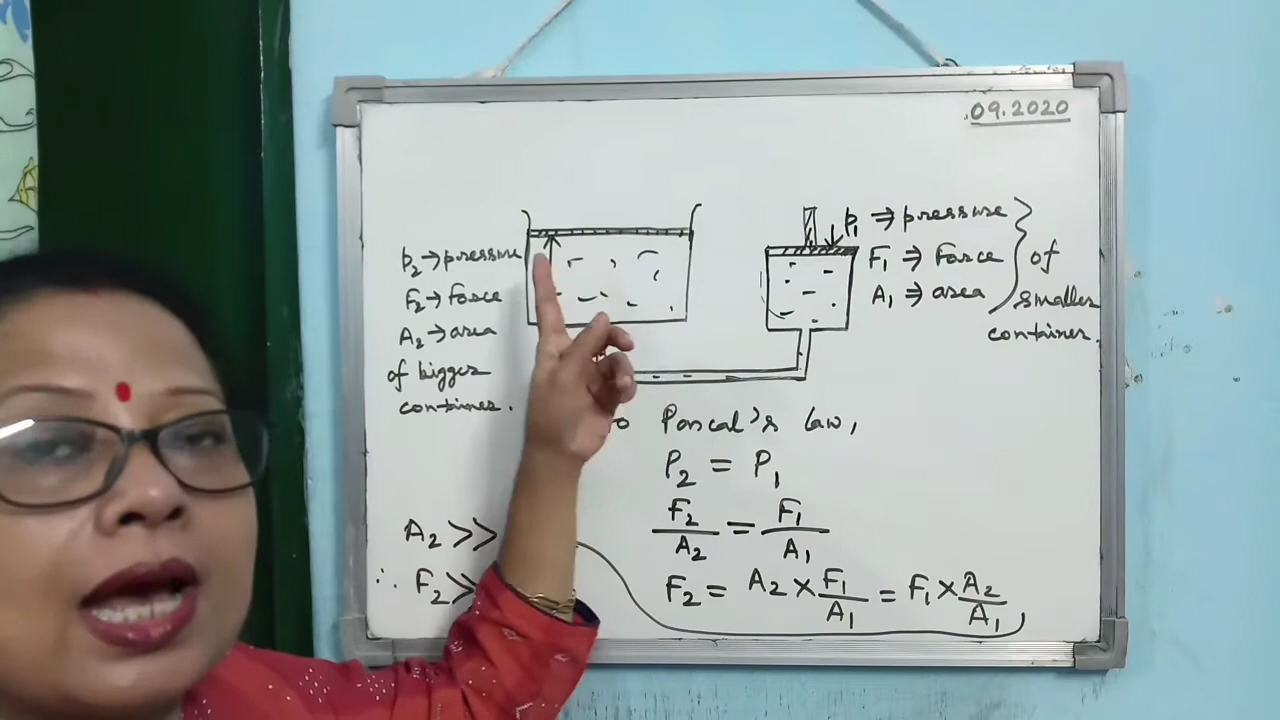 .09.2020
P₂ → pressure
F₂ → Force
A₂ → area
of bigger
container.
P₁ ⇒ pressure
F₁ ⇒ Force
A₁ ⇒ area
of
smaller
container.
Pascal's law,
P₂ = P₁
F₂/A₂ = F₁/A₁
F₂ = A₂ × F₁/A₁ = F₁ × A₂/A₁
A₂ >>
∴ F₂ >>